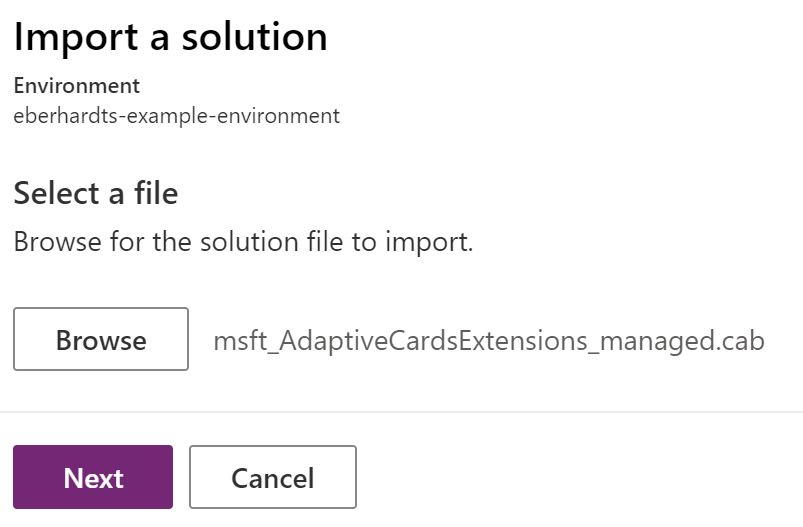 Import a solution
Environment
eberhardts-example-environment
Select a file
Browse for the solution file to import.
Browse msft_AdaptiveCardsExtensions_managed.cab
Next Cancel